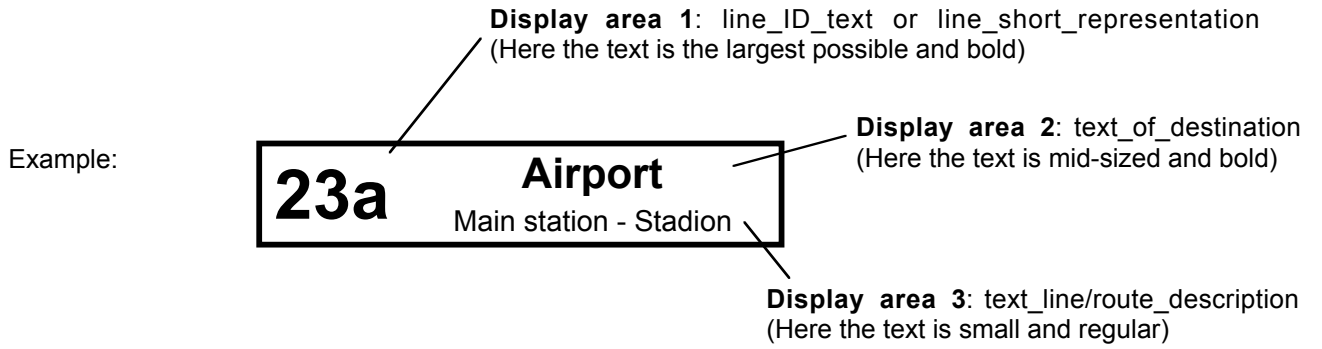 Display area 1: line_ID_text or line_short_representation
(Here the text is the largest possible and bold)
Display area 2: text_of_destination
(Here the text is mid-sized and bold)
Example:
23a
Airport
Main station - Stadion
Display area 3: text_line/route_description
(Here the text is small and regular)